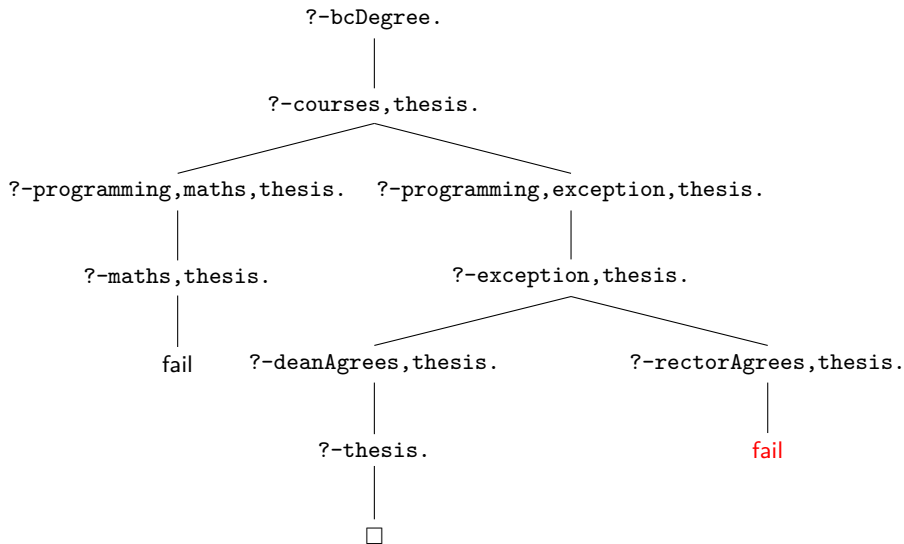 ?-bcDegree.
?-courses,thesis.
?-programming,maths,thesis. ?-programming,exception,thesis.
?-maths,thesis. ?-exception,thesis.
fail ?-deanAgrees,thesis. ?-rectorAgrees,thesis.
?-thesis. fail
□